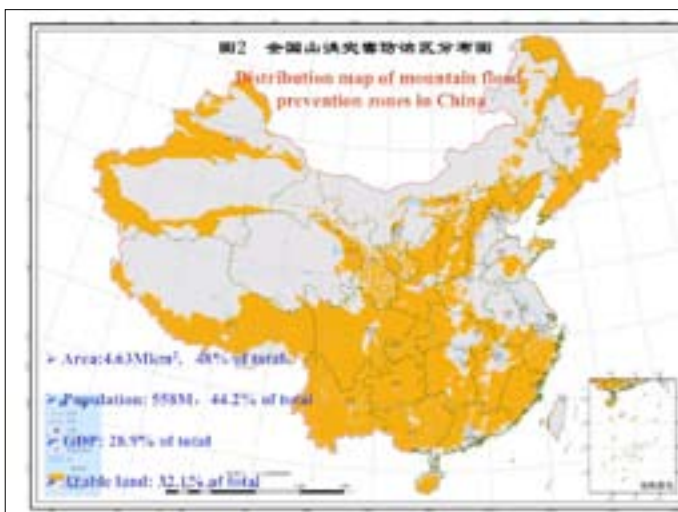 图2 全国山洪灾害防治区分布图
Distribution map of mountain flood
prevention zones in China
➢ Area:4.63Mkm², 48% of total.
➢ Population: 558M, 44.2% of total
➢ GDP: 28.9% of total
➢ Arable land: 32.1% of total